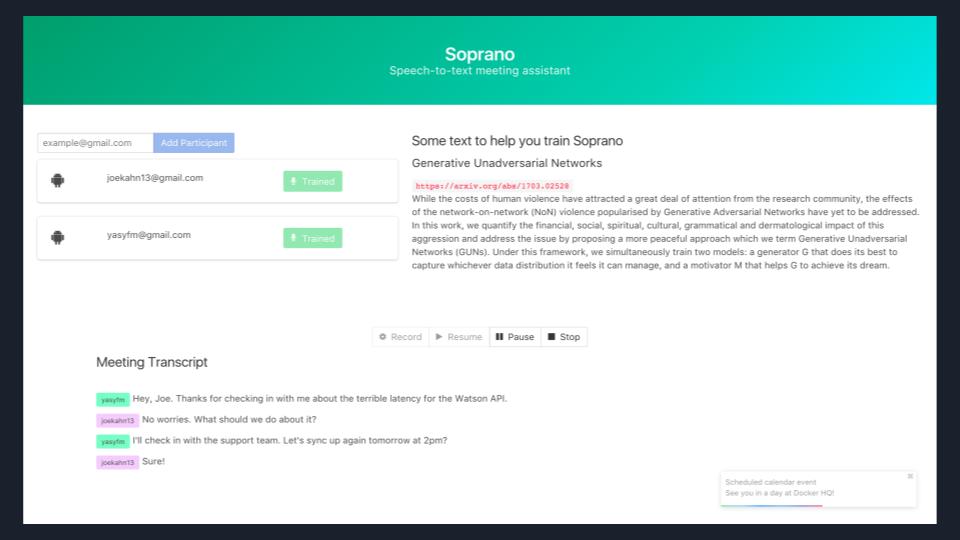 Soprano
Speech-to-text meeting assistant
example@gmail.com Add Participant
joekahn13@gmail.com Trained
yasyfm@gmail.com Trained
Some text to help you train Soprano
Generative Unadversarial Networks
https://arxiv.org/abs/1703.02528
While the costs of human violence have attracted a great deal of attention from the research community, the effects
of the network-on-network (NoN) violence popularised by Generative Adversarial Networks have yet to be addressed.
In this work, we quantify the financial, social, spiritual, cultural, grammatical and dermatological impact of this
aggression and address the issue by proposing a more peaceful approach which we term Generative Unadversarial
Networks (GUNs). Under this framework, we simultaneously train two models: a generator G that does its best to
capture whichever data distribution it feels it can manage, and a motivator M that helps G to achieve its dream.
Record Resume Pause Stop
Meeting Transcript
yasyfm Hey, Joe. Thanks for checking in with me about the terrible latency for the Watson API.
joekahn13 No worries. What should we do about it?
yasyfm I'll check in with the support team. Let's sync up again tomorrow at 2pm?
joekahn13 Sure!
Scheduled calendar event
See you in a day at Docker HQ!